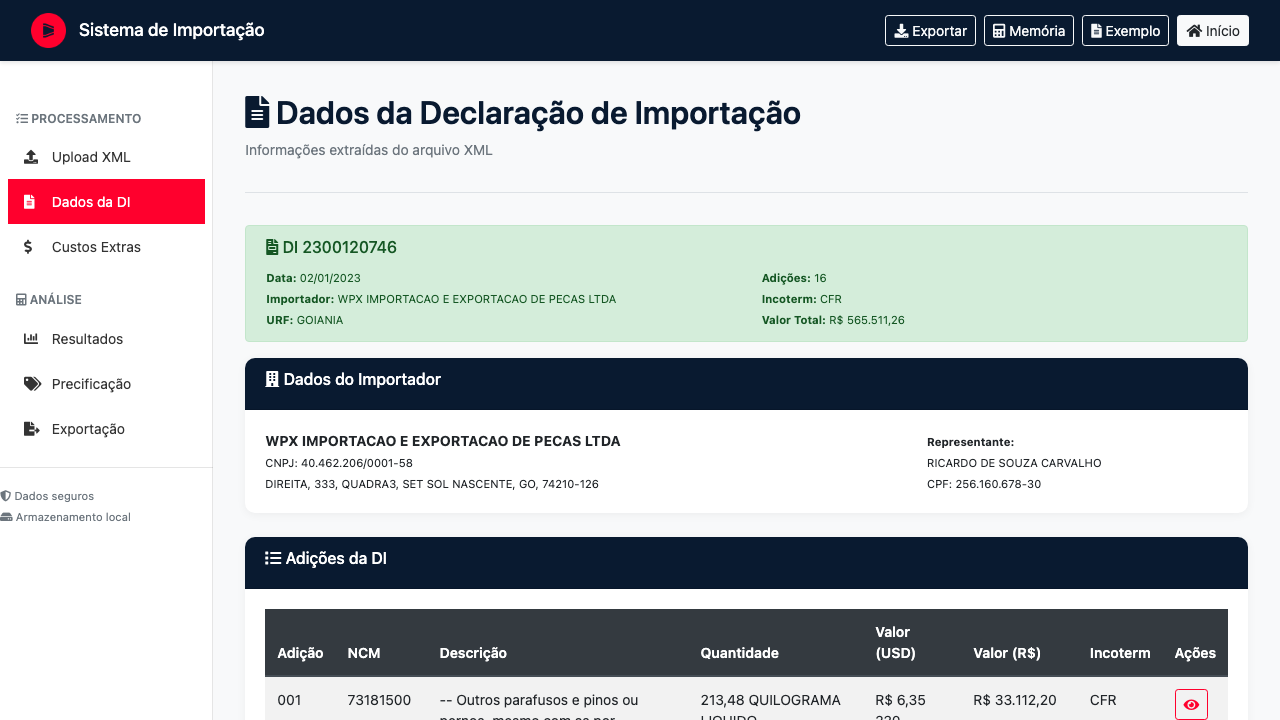 Sistema de Importação
Exportar
Memória
Exemplo
Início
PROCESSAMENTO
Upload XML
Dados da DI
Custos Extras
ANÁLISE
Resultados
Precificação
Exportação
Dados seguros
Armazenamento local
Dados da Declaração de Importação
Informações extraídas do arquivo XML
DI 2300120746
Data: 02/01/2023
Importador: WPX IMPORTACAO E EXPORTACAO DE PECAS LTDA
URF: GOIANIA
Adições: 16
Incoterm: CFR
Valor Total: R$ 565.511,26
Dados do Importador
WPX IMPORTACAO E EXPORTACAO DE PECAS LTDA
CNPJ: 40.462.206/0001-58
DIREITA, 333, QUADRA3, SET SOL NASCENTE, GO, 74210-126
Representante:
RICARDO DE SOUZA CARVALHO
CPF: 256.160.678-30
Adições da DI
Adição NCM Descrição Quantidade Valor (USD) Valor (R$) Incoterm Ações
001 73181500 -- Outros parafusos e pinos ou 213,48 QUILOGRAMA R$ 6,35 R$ 33.112,20 CFR